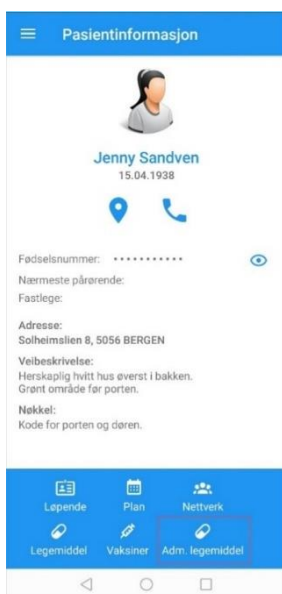 Pasientinformasjon
Jenny Sandven
15.04.1938
Fødselsnummer: •••••••••••
Nærmeste pårørende:
Fastlege:
Adresse:
Solheimslien 8, 5056 BERGEN
Veibeskrivelse:
Herskaplig hvitt hus øverst i bakken.
Grønt område før porten.
Nøkkel:
Kode for porten og døren.
Løpende Plan Nettverk
Legemiddel Vaksiner Adm. legemiddel